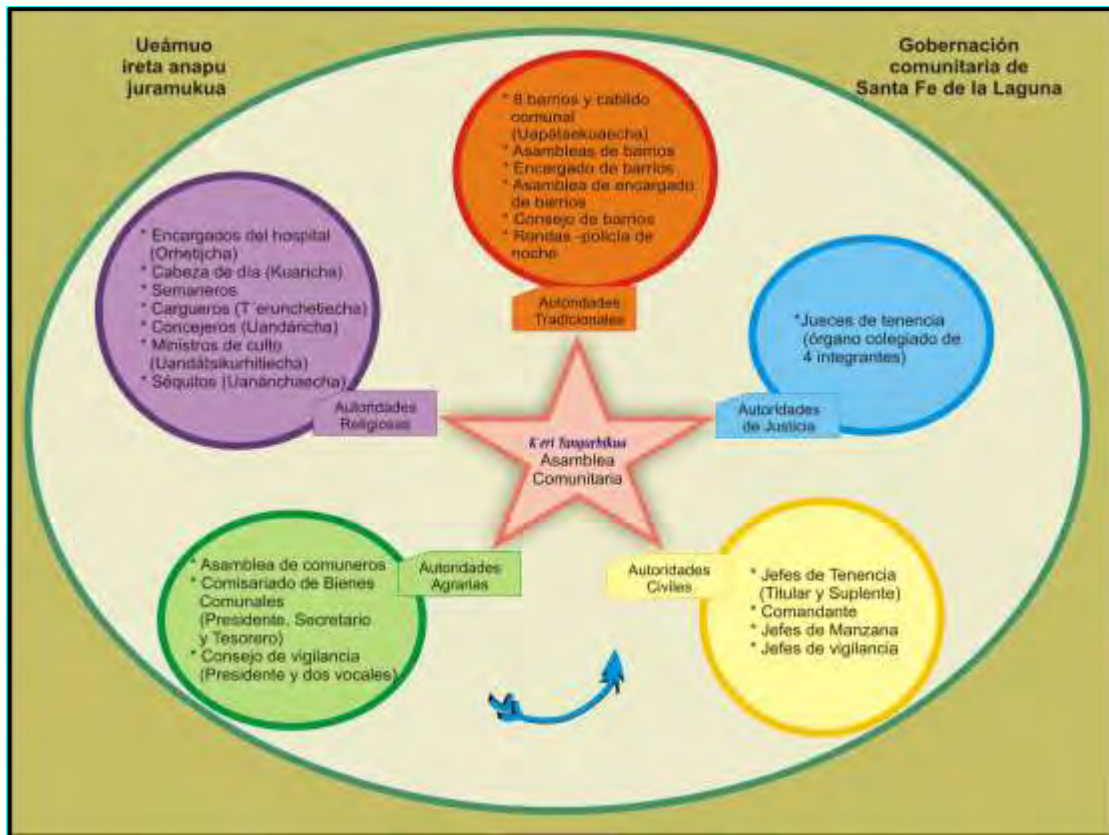 Ueámuo
ireta anapu
juramukua
Gobernación
comunitaria de
Santa Fe de la Laguna
* 8 barrios y cabildo
comunal
(Uapátsekuaecha)
* Asambleas de barrios
* Encargado de barrios
* Asamblea de encargado
de barrios
* Consejo de barrios
* Rondas -policía de
noche
Autoridades
Tradicionales
* Encargados del hospital
* Cabeza de día (Kuaricha)
* Semaneros
* Cargueros (T´erunchetiecha)
* Concejeros (Uandáricha)
* Ministros de culto
(Uandátsikurhitiecha)
* Séquitos (Uanánchaecha)
Autoridades
Religiosas
*Jueces de tenencia
(órgano colegiado de
4 integrantes)
Autoridades
de Justicia
K´eri
Asamblea
Comunitaria
* Asamblea de comuneros
* Comisariado de Bienes
Comunales
(Presidente, Secretario
y Tesorero)
* Consejo de vigilancia
(Presidente y dos vocales)
Autoridades
Agrarias
Autoridades
Civiles
* Jefes de Tenencia
(Titular y Suplente)
* Comandante
* Jefes de Manzana
* Jefes de vigilancia